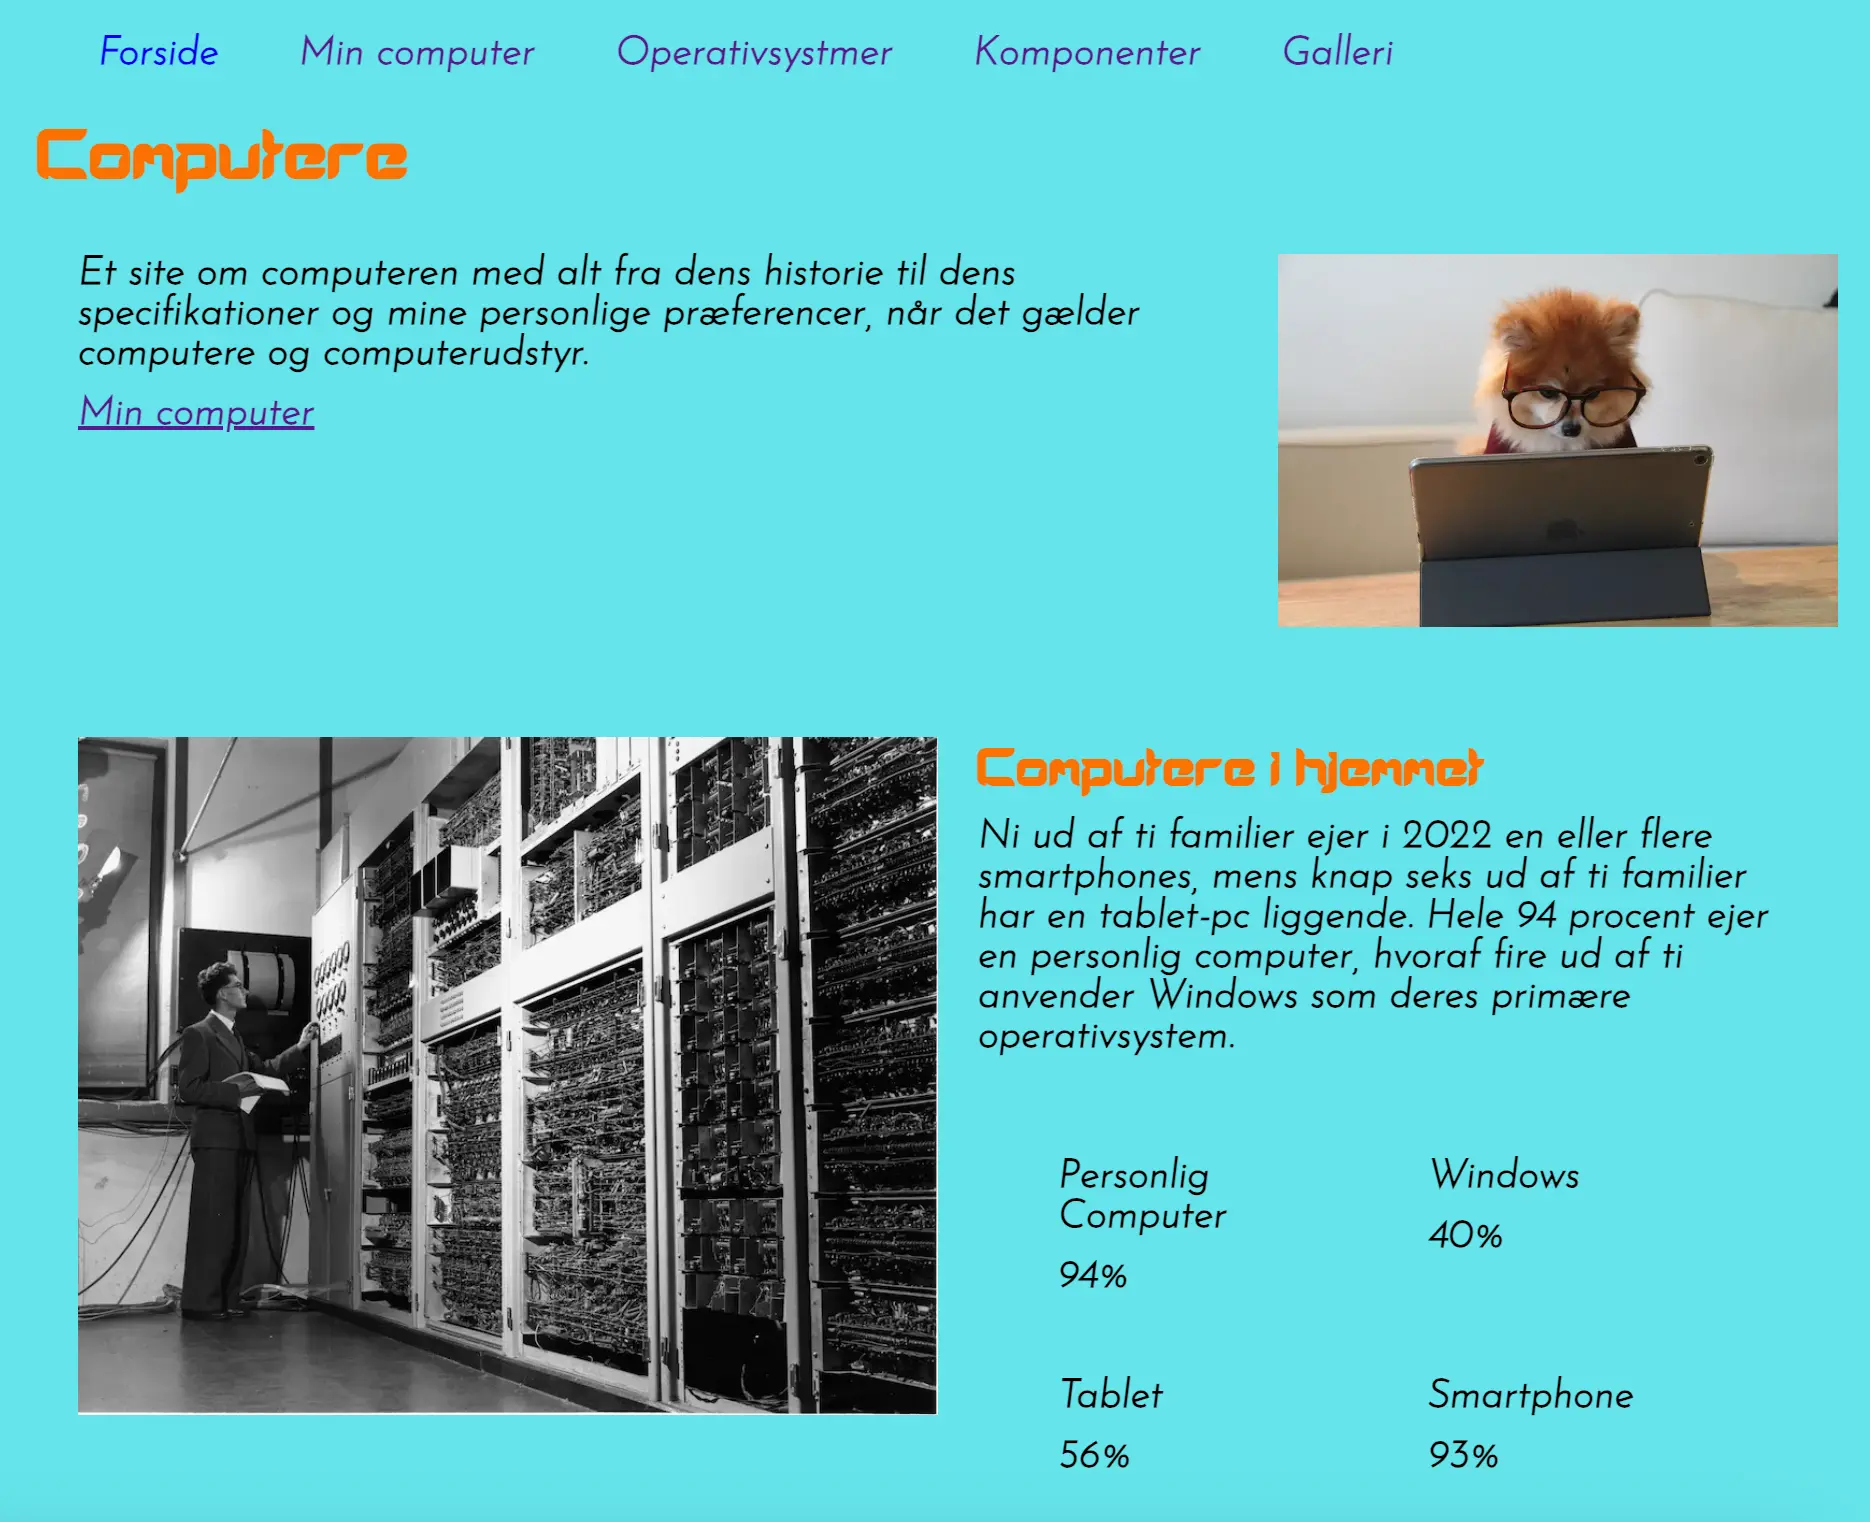 Forside Min computer Operativsystmer Komponenter Galleri
Computere
Et site om computeren med alt fra dens historie til dens
specifikationer og mine personlige præferencer, når det gælder
computere og computerudstyr.
Min computer
Computere i hjemmet
Ni ud af ti familier ejer i 2022 en eller flere
smartphones, mens knap seks ud af ti familier
har en tablet-pc liggende. Hele 94 procent ejer
en personlig computer, hvoraf fire ud af ti
anvender Windows som deres primære
operativsystem.
Personlig
Computer
94%
Windows
40%
Tablet
56%
Smartphone
93%